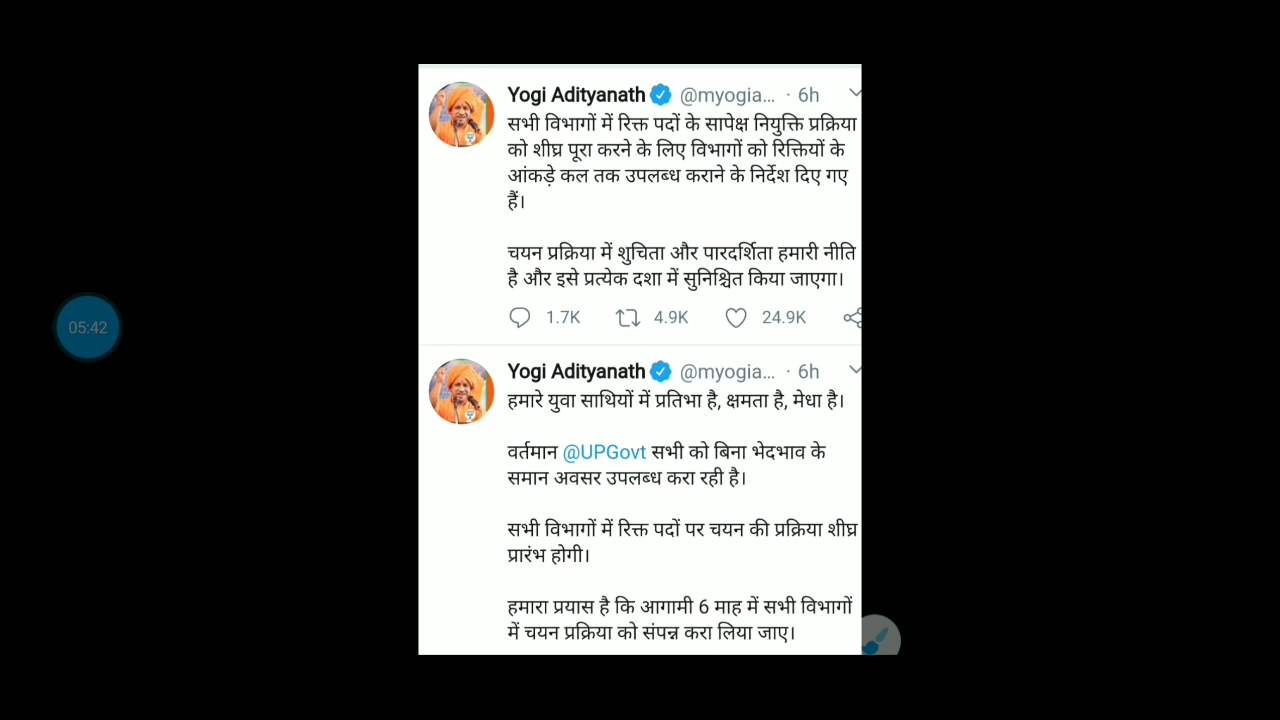 Yogi Adityanath @myogia... · 6h
सभी विभागों में रिक्त पदों के सापेक्ष नियुक्ति प्रक्रिया
को शीघ्र पूरा करने के लिए विभागों को रिक्तियों के
आंकड़े कल तक उपलब्ध कराने के निर्देश दिए गए
हैं।
चयन प्रक्रिया में शुचिता और पारदर्शिता हमारी नीति
है और इसे प्रत्येक दशा में सुनिश्चित किया जाएगा।
1.7K 4.9K 24.9K
05:42
Yogi Adityanath @myogia... · 6h
हमारे युवा साथियों में प्रतिभा है, क्षमता है, मेधा है।
वर्तमान @UPGovt सभी को बिना भेदभाव के
समान अवसर उपलब्ध करा रही है।
सभी विभागों में रिक्त पदों पर चयन की प्रक्रिया शीघ्र
प्रारंभ होगी।
हमारा प्रयास है कि आगामी 6 माह में सभी विभागों
में चयन प्रक्रिया को संपन्न करा लिया जाए।